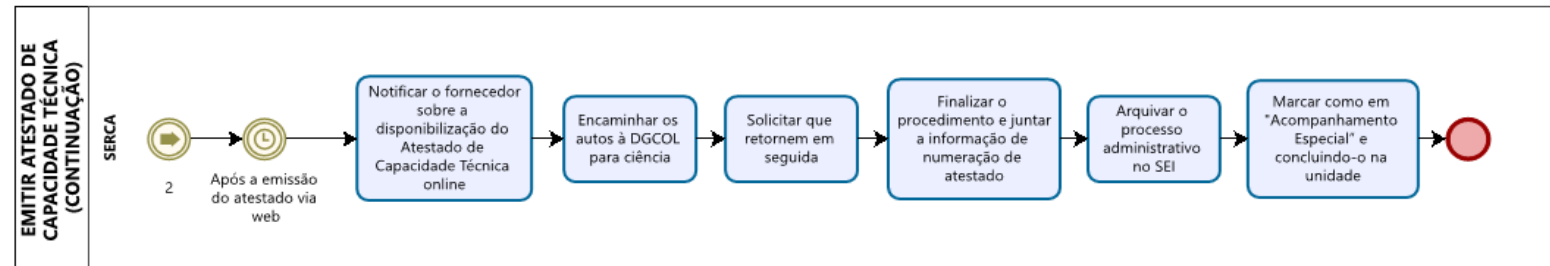 EMITIR ATESTADO DE
CAPACIDADE TÉCNICA
(CONTINUAÇÃO)
SERCA
2
Após a emissão
do atestado via
web
Notificar o fornecedor
sobre a
disponibilização do
Atestado de
Capacidade Técnica
online
Encaminhar os
autos à DGCOL
para ciência
Solicitar que
retornem em
seguida
Finalizar o
procedimento e juntar
a informação de
numeração de
atestado
Arquivar o
processo
administrativo
no SEI
Marcar como em
"Acompanhamento
Especial” e
concluindo-o na
unidade